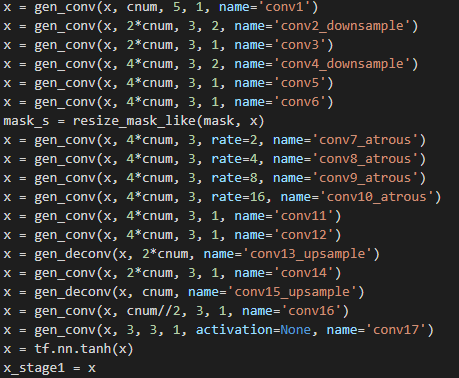 x = gen_conv(x, cnum, 5, 1, name='conv1')
x = gen_conv(x, 2*cnum, 3, 2, name='conv2_downsample')
x = gen_conv(x, 2*cnum, 3, 1, name='conv3')
x = gen_conv(x, 4*cnum, 3, 2, name='conv4_downsample')
x = gen_conv(x, 4*cnum, 3, 1, name='conv5')
x = gen_conv(x, 4*cnum, 3, 1, name='conv6')
mask_s = resize_mask_like(mask, x)
x = gen_conv(x, 4*cnum, 3, rate=2, name='conv7_atrous')
x = gen_conv(x, 4*cnum, 3, rate=4, name='conv8_atrous')
x = gen_conv(x, 4*cnum, 3, rate=8, name='conv9_atrous')
x = gen_conv(x, 4*cnum, 3, rate=16, name='conv10_atrous')
x = gen_conv(x, 4*cnum, 3, 1, name='conv11')
x = gen_conv(x, 4*cnum, 3, 1, name='conv12')
x = gen_deconv(x, 2*cnum, name='conv13_upsample')
x = gen_conv(x, 2*cnum, 3, 1, name='conv14')
x = gen_deconv(x, cnum, name='conv15_upsample')
x = gen_conv(x, cnum//2, 3, 1, name='conv16')
x = gen_conv(x, 3, 3, 1, activation=None, name='conv17')
x = tf.nn.tanh(x)
x_stage1 = x